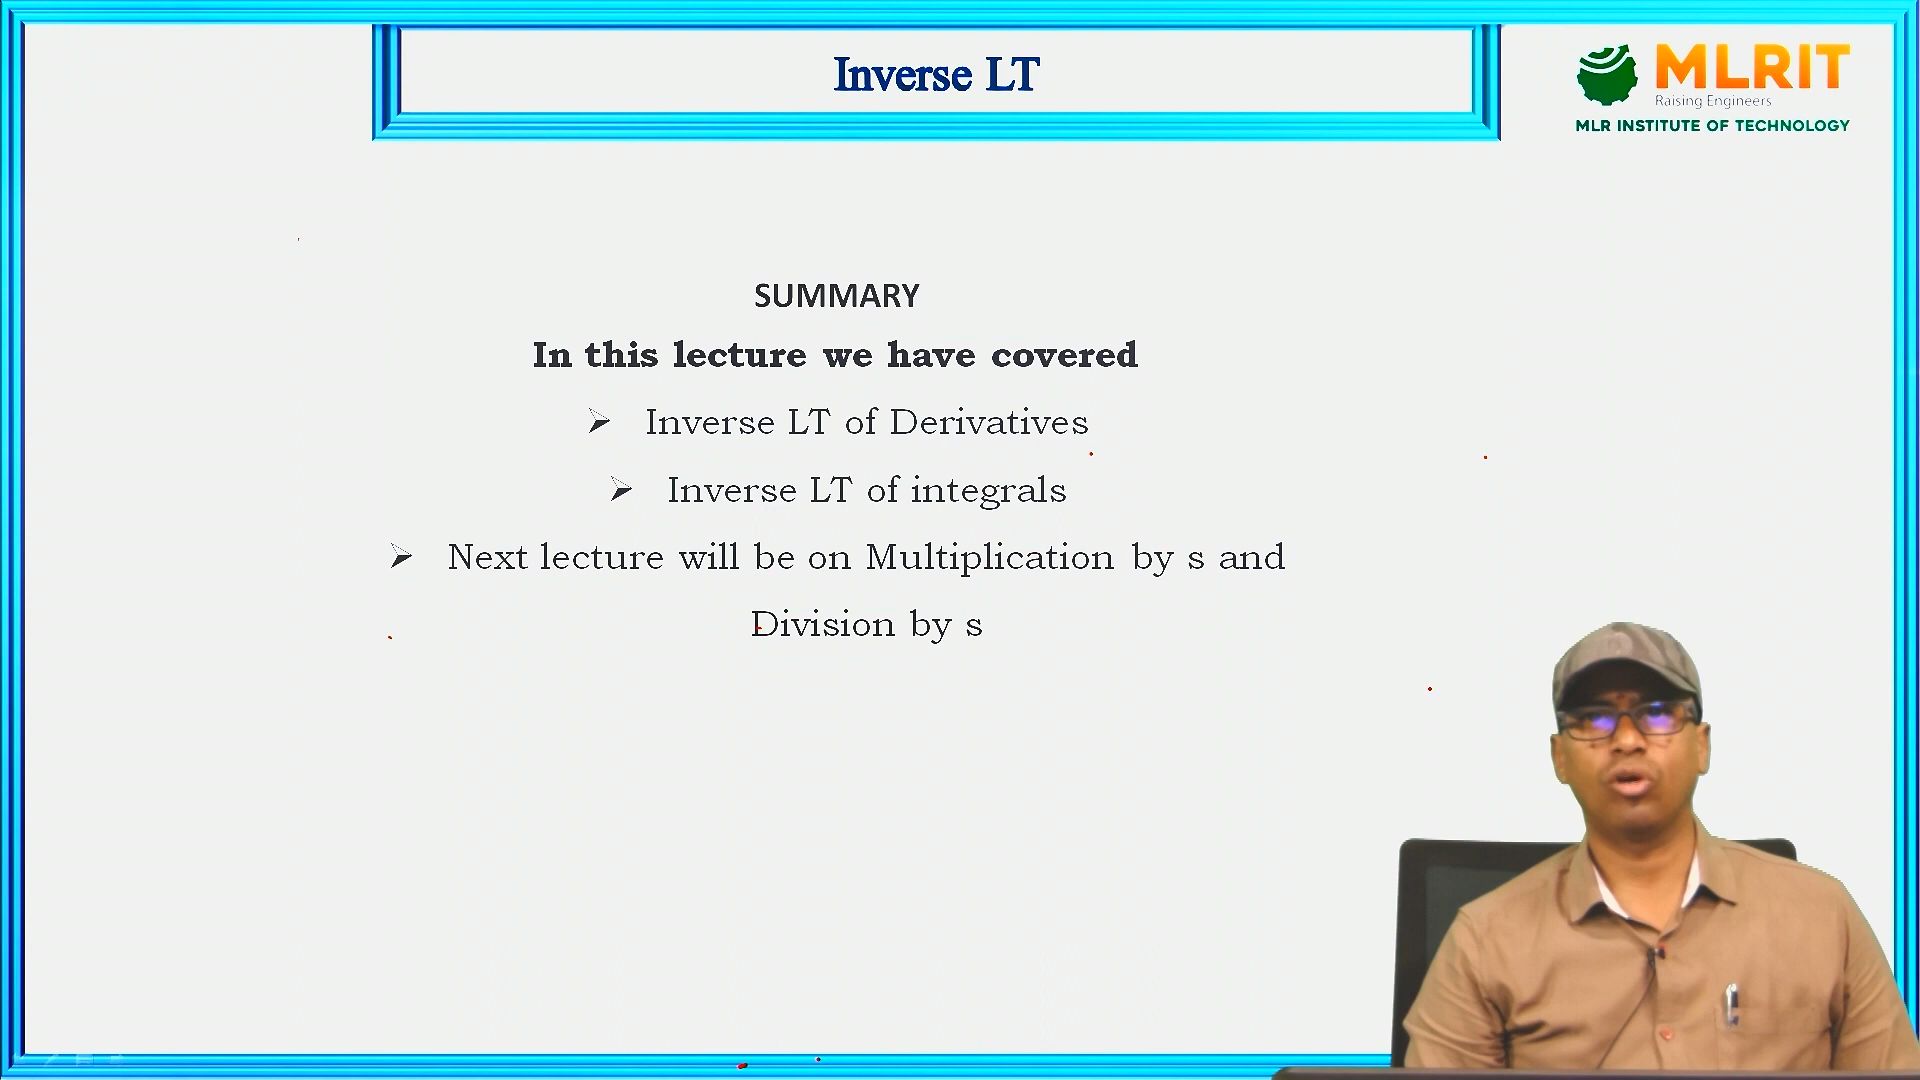 Inverse LT
MLRIT
Raising Engineers
MLR INSTITUTE OF TECHNOLOGY
SUMMARY
In this lecture we have covered
➢ Inverse LT of Derivatives
➢ Inverse LT of integrals
➢ Next lecture will be on Multiplication by s and
Division by s